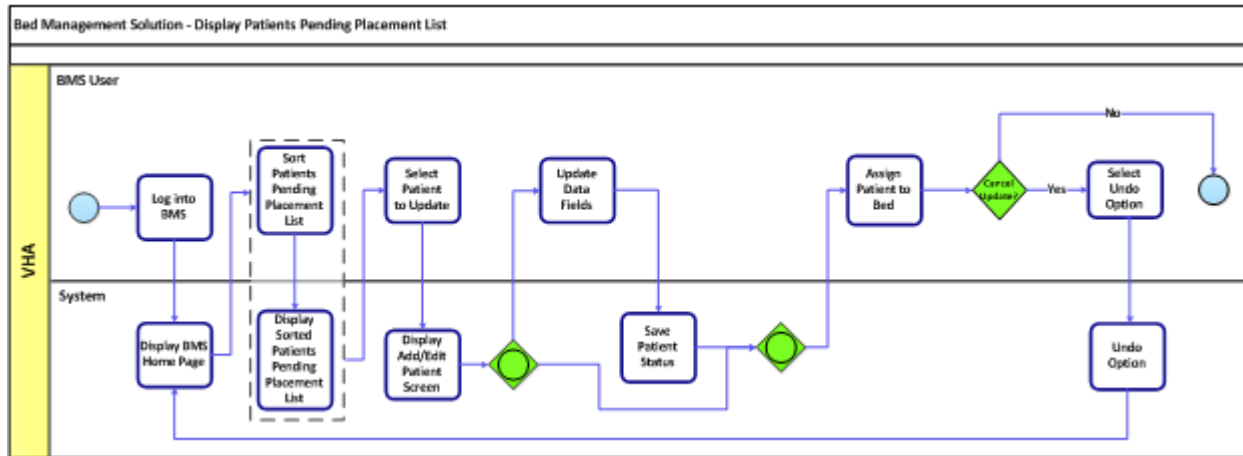 Bed Management Solution - Display Patients Pending Placement List
VHA
BMS User
Log into
BMS
Sort
Patients
Pending
Placement
List
Select
Patient
to Update
Update
Data
Fields
Assign
Patient to
Bed
Cancel
Update?
No
Yes
Select
Undo
Option
System
Display BMS
Home Page
Display
Sorted
Patients
Pending
Placement
List
Display
Add/Edit
Patient
Screen
Save
Patient
Status
Undo
Option